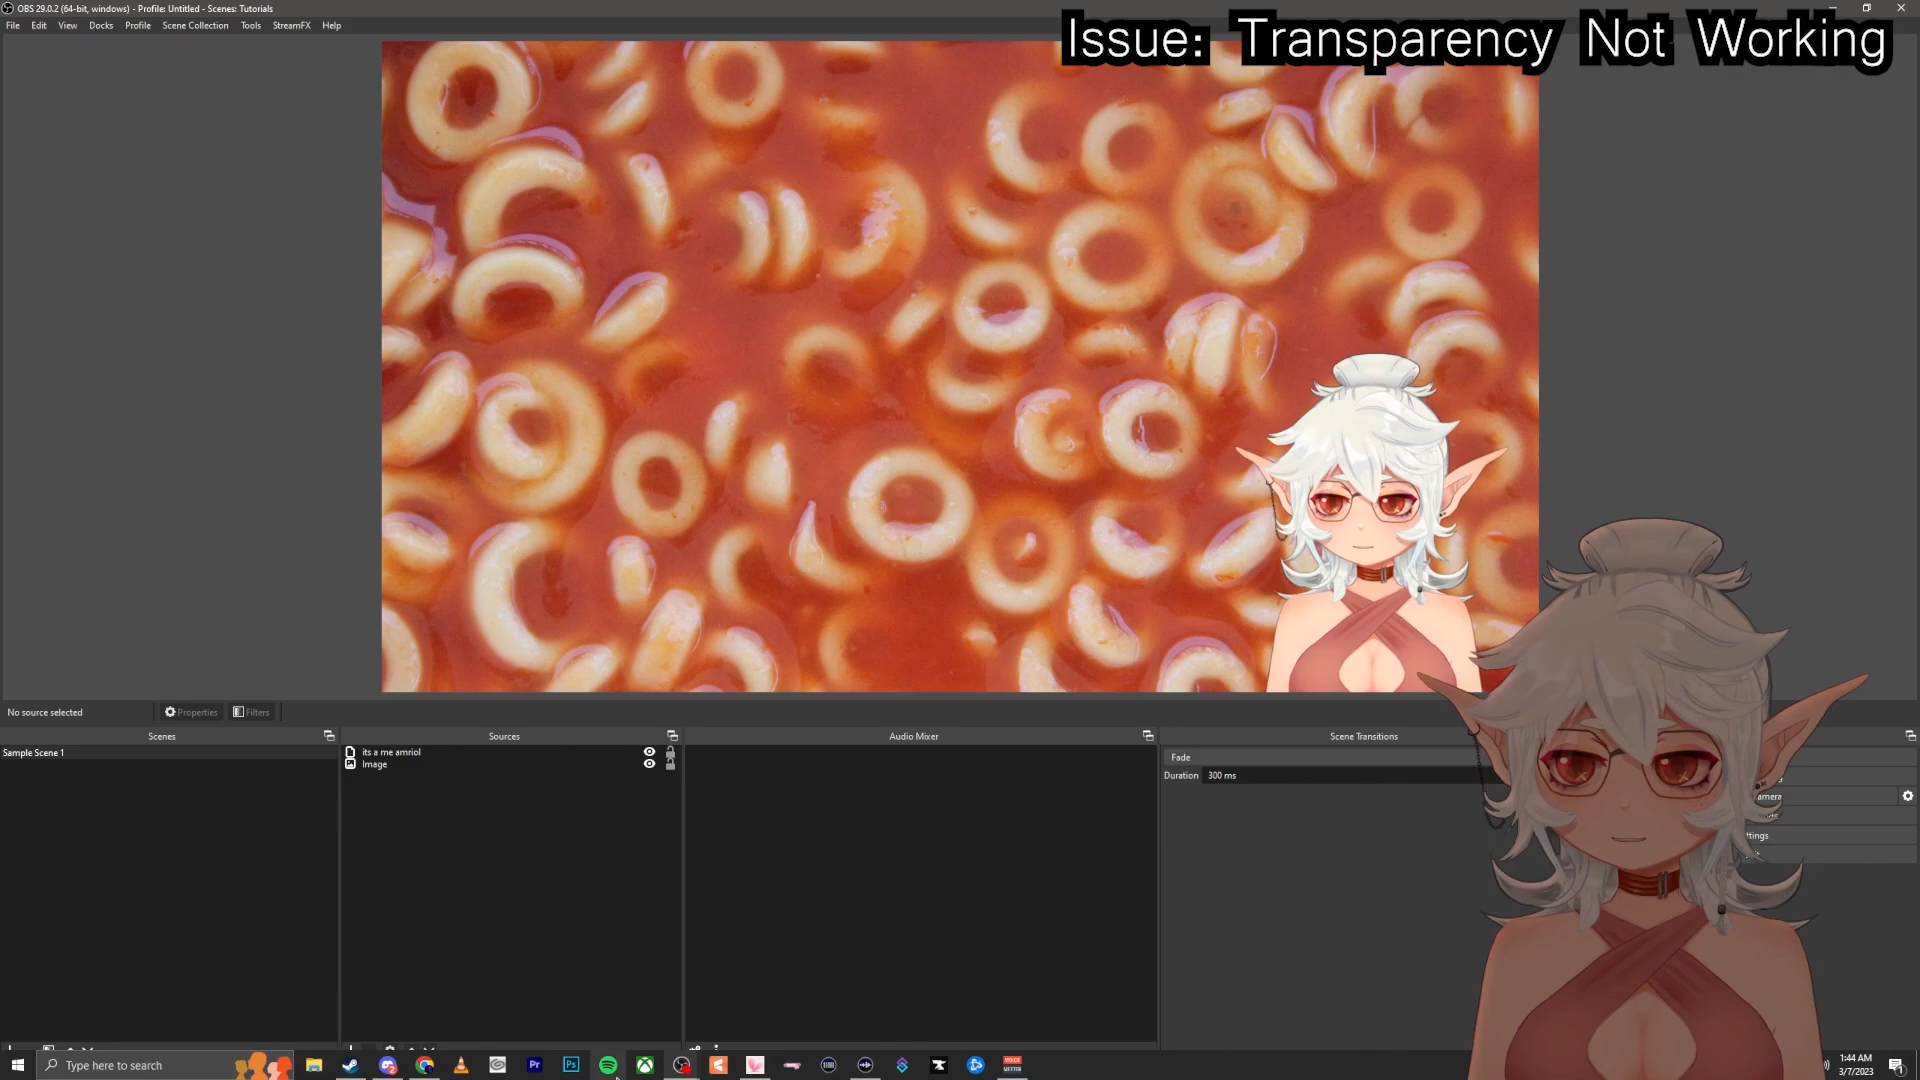 OBS 29.0.2 (64-bit, windows) - Profile: Untitled - Scenes: Tutorials
File Edit View Docks Profile Scene Collection Tools StreamFX Help
Issue: Transparency Not Working
No source selected Properties Filters
Scenes Sources Audio Mixer Scene Transitions
Sample Scene 1
its a me amriol
Image
Fade
Duration 300 ms
Type here to search
Pr
Ps
VOICE
1:44 AM
3/7/2023